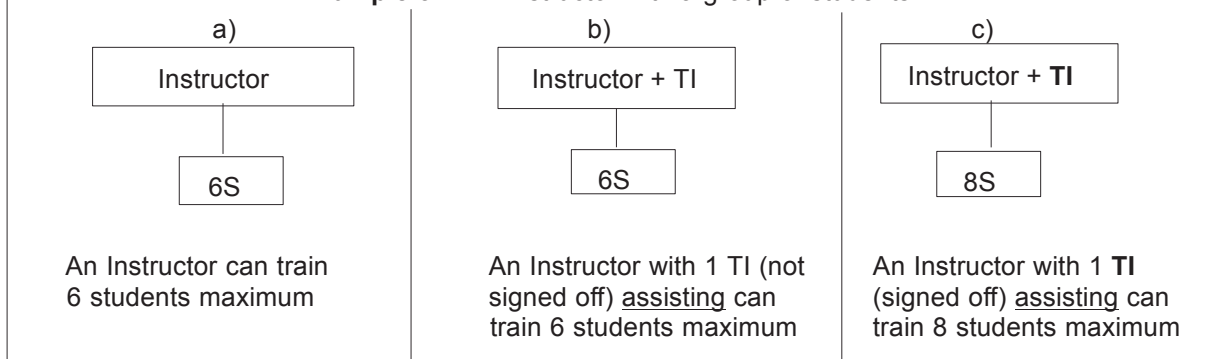 a)
Instructor
6S
An Instructor can train
6 students maximum
b)
Instructor + TI
6S
An Instructor with 1 TI (not
signed off) assisting can
train 6 students maximum
c)
Instructor + TI
8S
An Instructor with 1 TI
(signed off) assisting can
train 8 students maximum